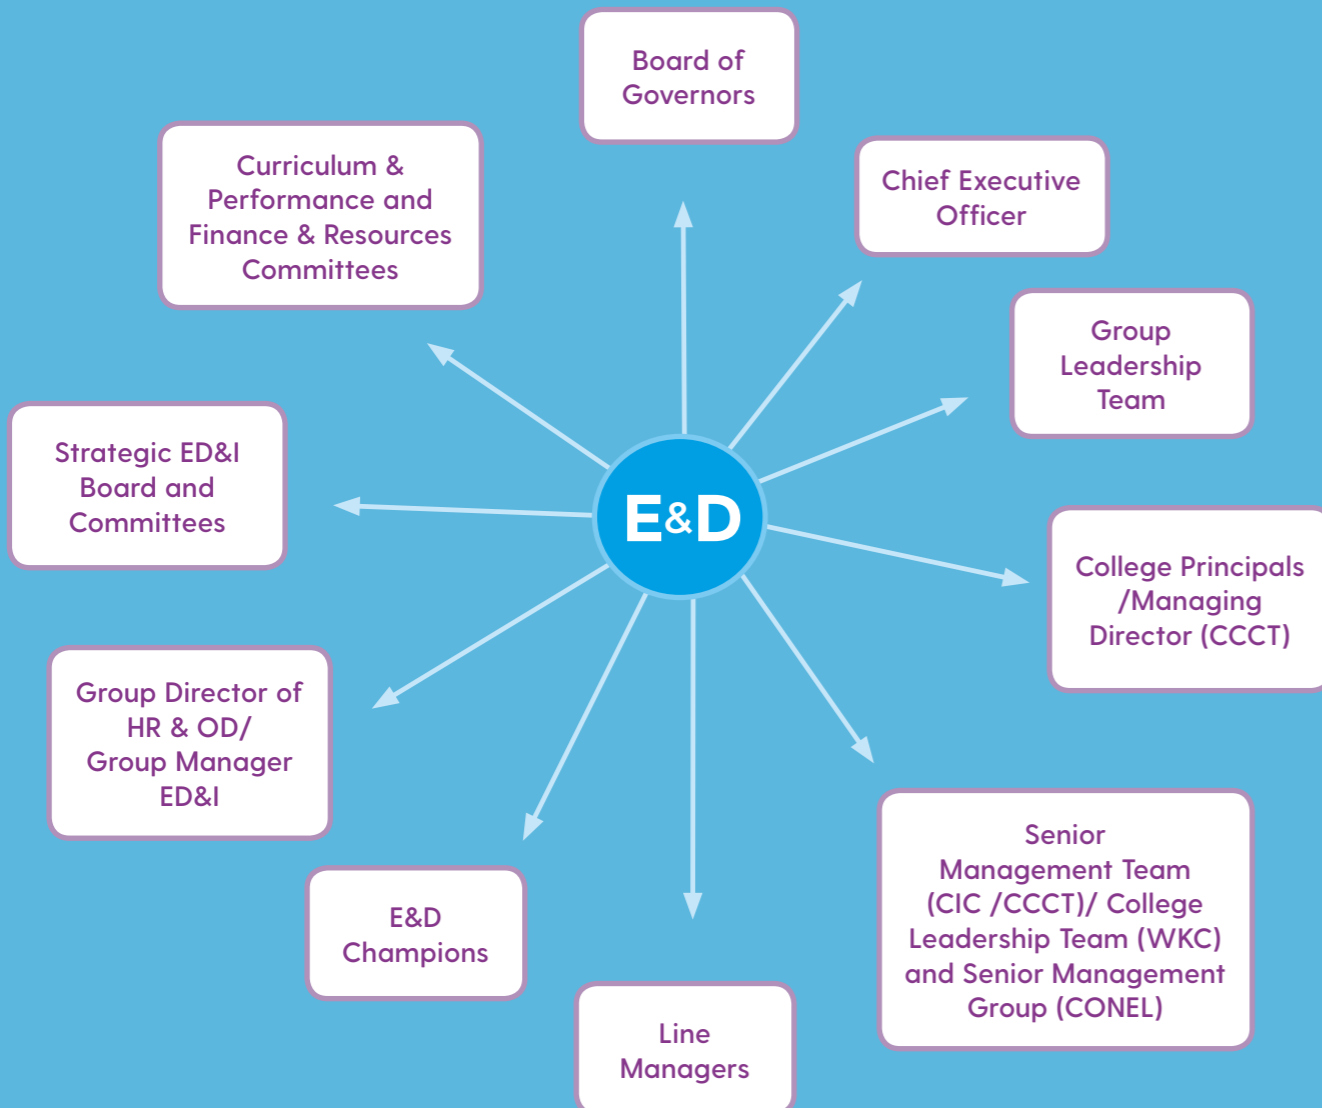 Board of
Governors
Curriculum &
Performance and
Finance & Resources
Committees
Chief Executive
Officer
Group
Leadership
Team
Strategic ED&I
Board and
Committees
E&D
College Principals
/Managing
Director (CCCT)
Group Director of
HR & OD/
Group Manager
ED&I
Senior
Management Team
(CIC /CCCT)/ College
Leadership Team (WKC)
and Senior Management
Group (CONEL)
E&D
Champions
Line
Managers